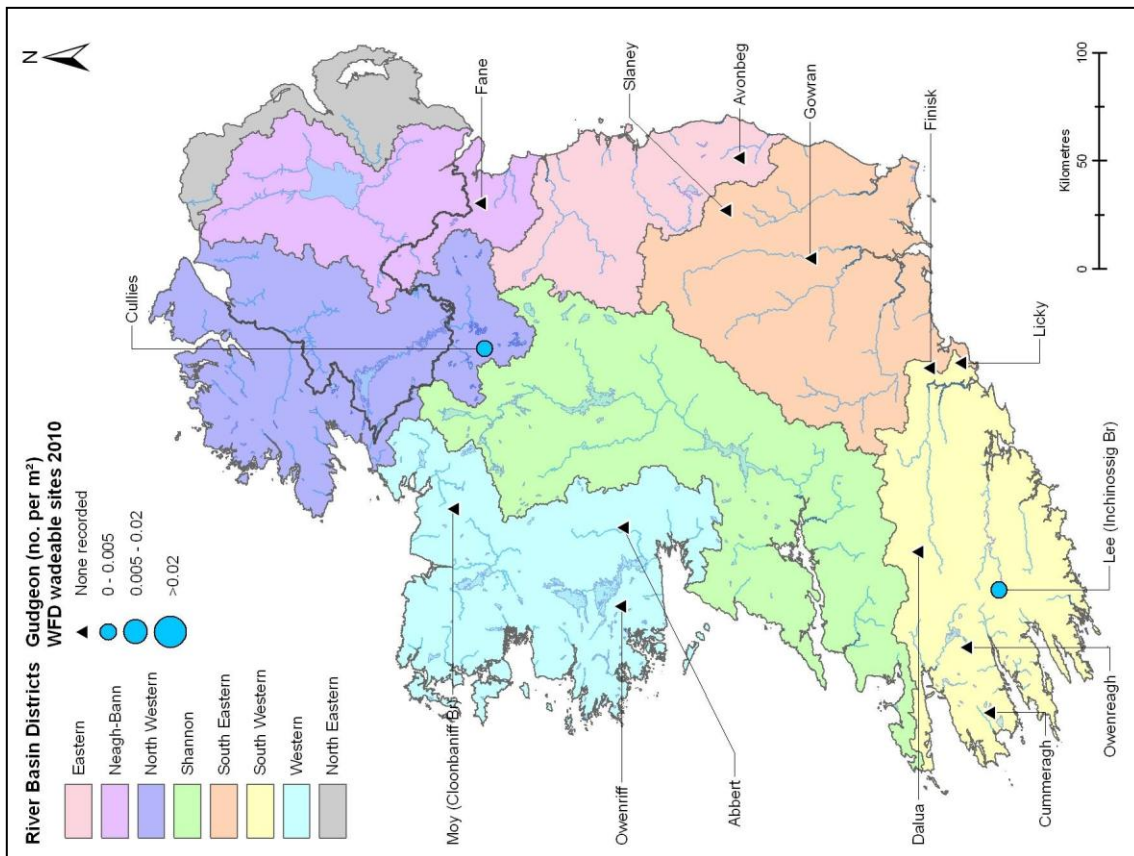 River Basin Districts
Eastern
Neagh-Bann
North Western
Shannon
South Eastern
South Western
Western
North Eastern
Gudgeon (no. per m²)
WFD wadeable sites 2010
None recorded
0 - 0.005
0.005 - 0.02
>0.02
N
Cullies
Fane
Slaney
Avonbeg
Gowran
Finisk
Licky
Moy (Cloonbaniff Br)
Owenriff
Abbert
Dalua
Cummeragh
Owenreagh
Lee (Inchinossig Br)
0
50
100
Kilometres